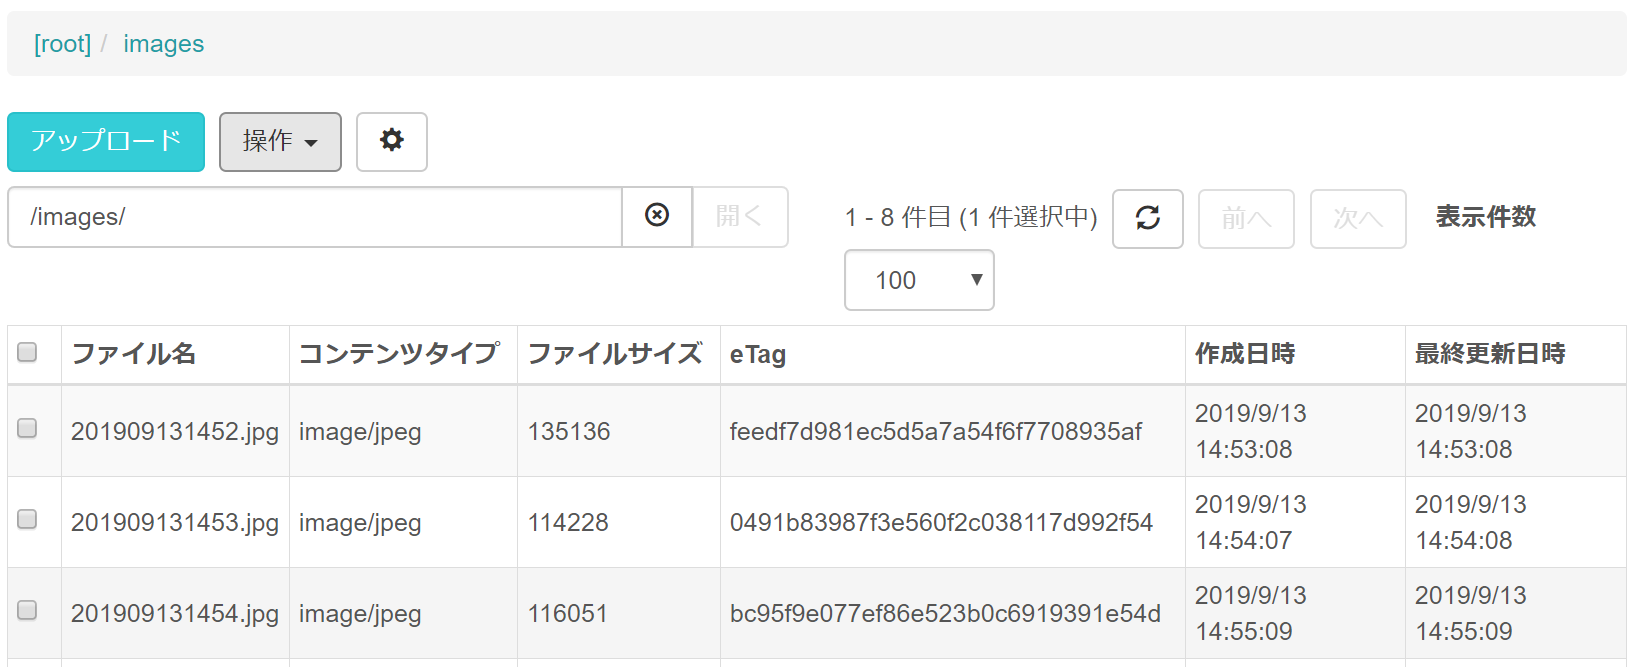 [root] / images
アップロード 操作
/images/ 開く 1 - 8 件目 (1 件選択中) 前へ 次へ 表示件数
100
ファイル名 コンテンツタイプ ファイルサイズ eTag 作成日時 最終更新日時
201909131452.jpg image/jpeg 135136 feedf7d981ec5d5a7a54f6f7708935af 2019/9/13 14:53:08 2019/9/13 14:53:08
201909131453.jpg image/jpeg 114228 0491b83987f3e560f2c038117d992f54 2019/9/13 14:54:07 2019/9/13 14:54:08
201909131454.jpg image/jpeg 116051 bc95f9e077ef86e523b0c6919391e54d 2019/9/13 14:55:09 2019/9/13 14:55:09